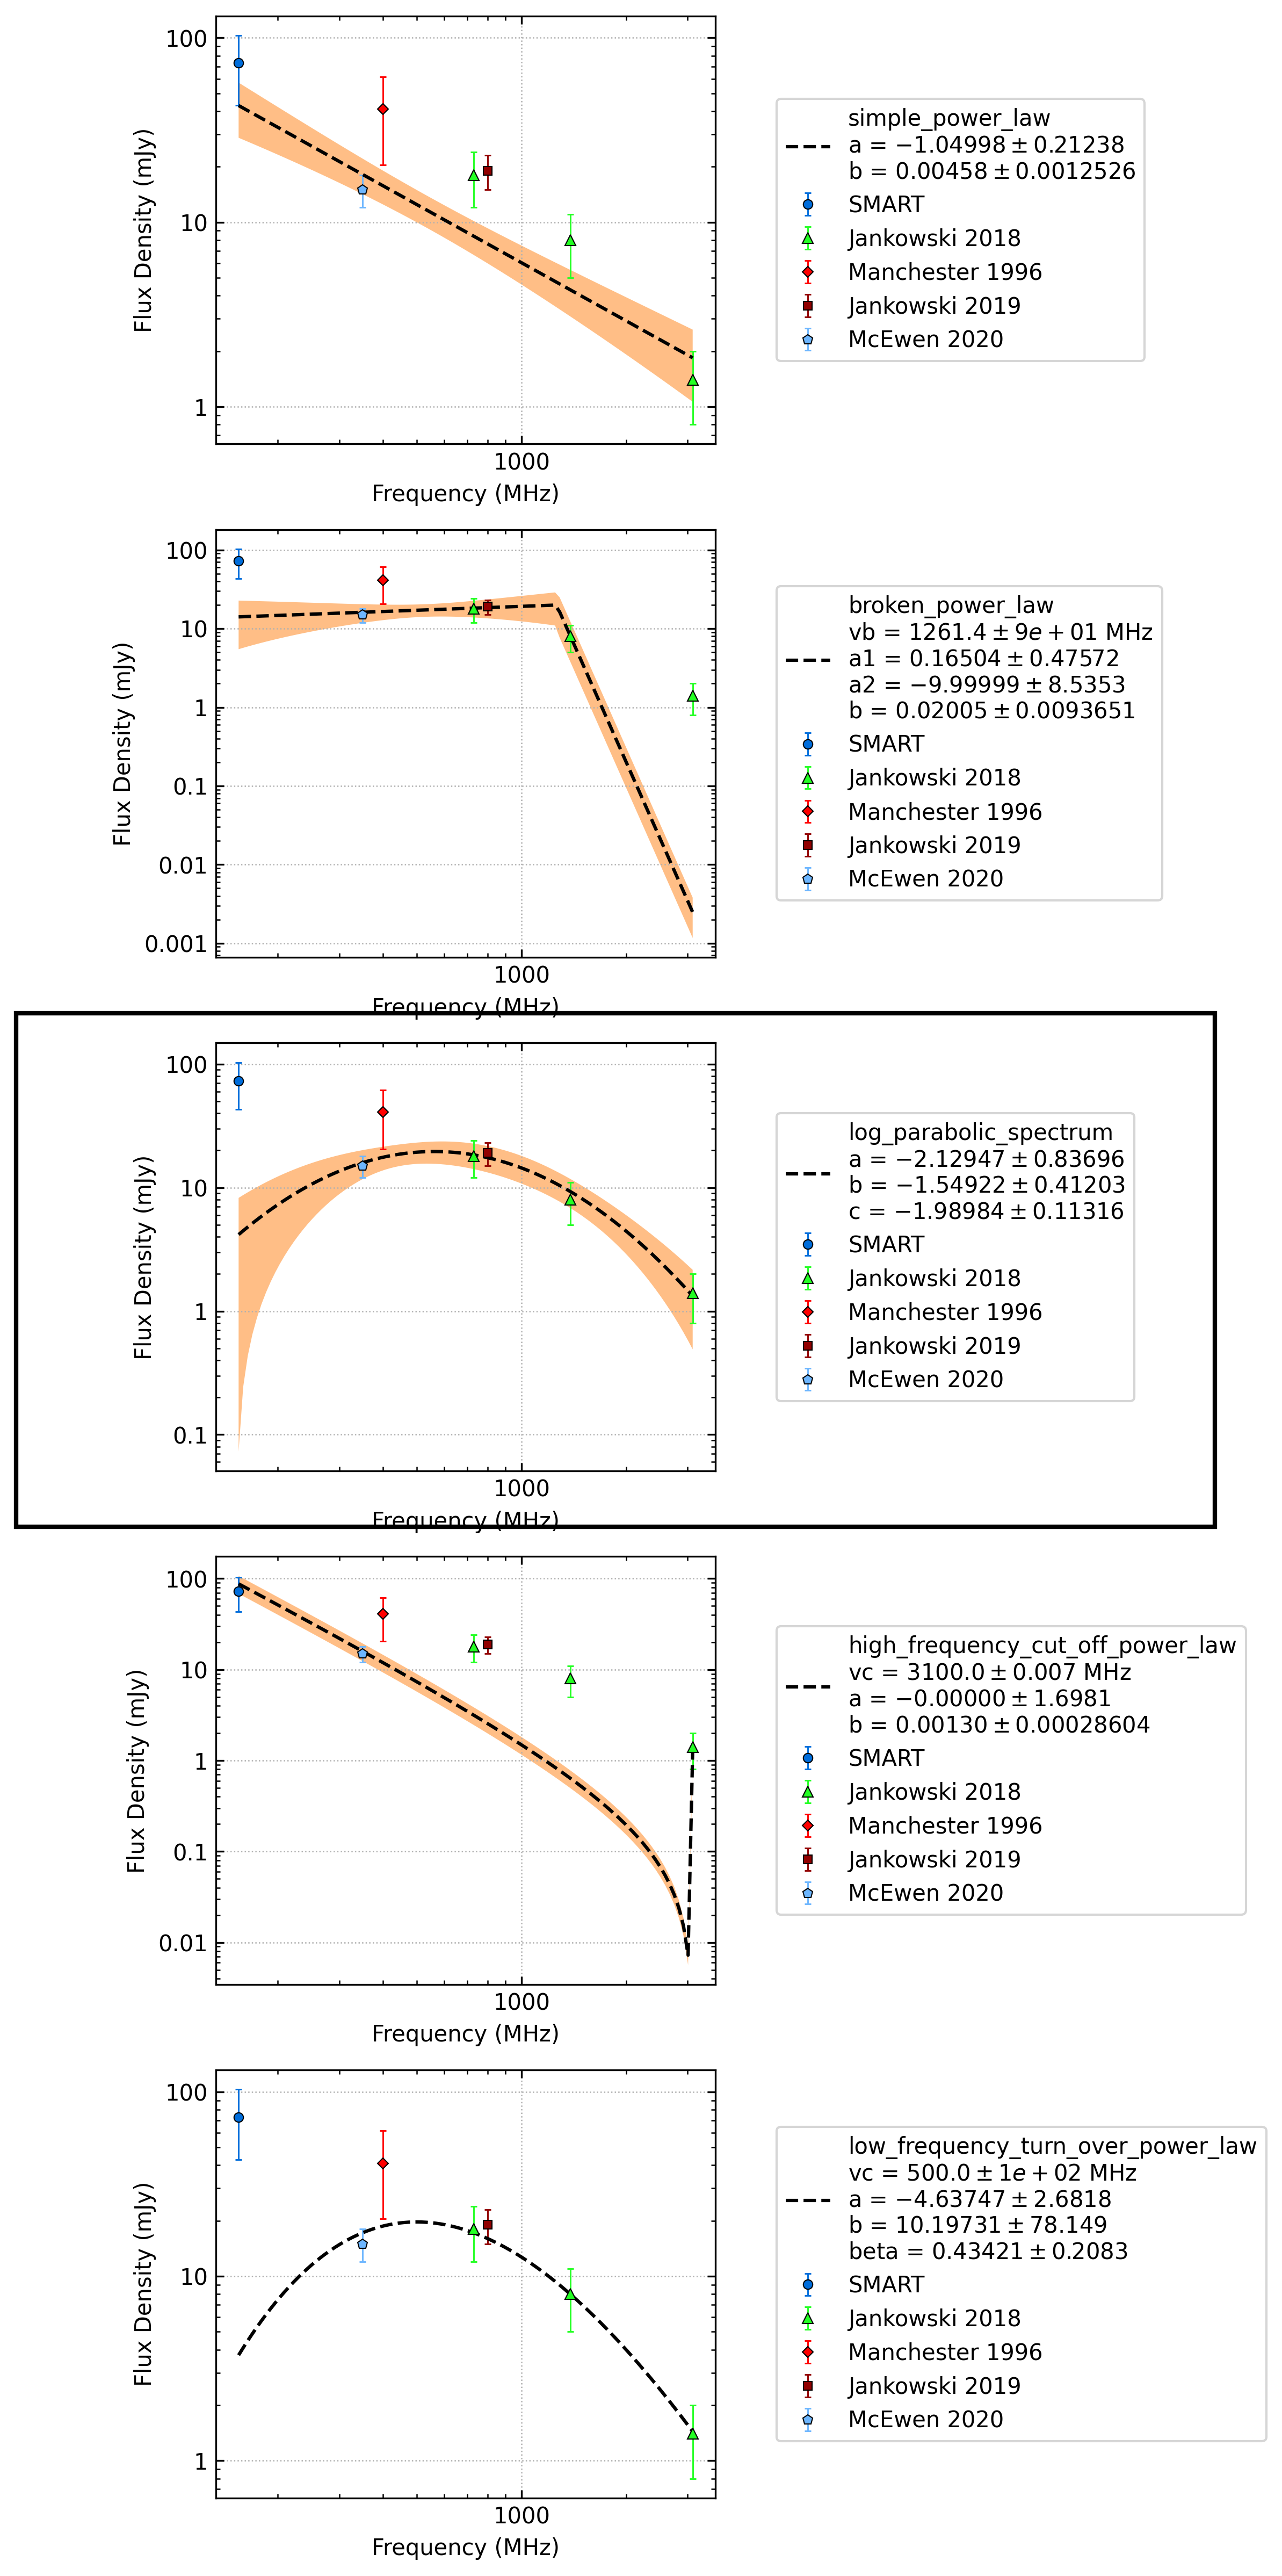 100
10
1
Flux Density (mJy)
1000
Frequency (MHz)
simple_power_law
a = −1.04998 ± 0.21238
b = 0.00458 ± 0.0012526
SMART
Jankowski 2018
Manchester 1996
Jankowski 2019
McEwen 2020
100
10
1
0.1
0.01
0.001
Flux Density (mJy)
1000
Frequency (MHz)
broken_power_law
vb = 1261.4 ± 9e + 01 MHz
a1 = 0.16504 ± 0.47572
a2 = −9.99999 ± 8.5353
b = 0.02005 ± 0.0093651
SMART
Jankowski 2018
Manchester 1996
Jankowski 2019
McEwen 2020
100
10
1
0.1
Flux Density (mJy)
1000
Frequency (MHz)
log_parabolic_spectrum
a = −2.12947 ± 0.83696
b = −1.54922 ± 0.41203
c = −1.98984 ± 0.11316
SMART
Jankowski 2018
Manchester 1996
Jankowski 2019
McEwen 2020
100
10
1
0.1
0.01
Flux Density (mJy)
1000
Frequency (MHz)
high_frequency_cut_off_power_law
vc = 3100.0 ± 0.007 MHz
a = −0.00000 ± 1.6981
b = 0.00130 ± 0.00028604
SMART
Jankowski 2018
Manchester 1996
Jankowski 2019
McEwen 2020
100
10
1
Flux Density (mJy)
1000
Frequency (MHz)
low_frequency_turn_over_power_law
vc = 500.0 ± 1e + 02 MHz
a = −4.63747 ± 2.6818
b = 10.19731 ± 78.149
beta = 0.43421 ± 0.2083
SMART
Jankowski 2018
Manchester 1996
Jankowski 2019
McEwen 2020